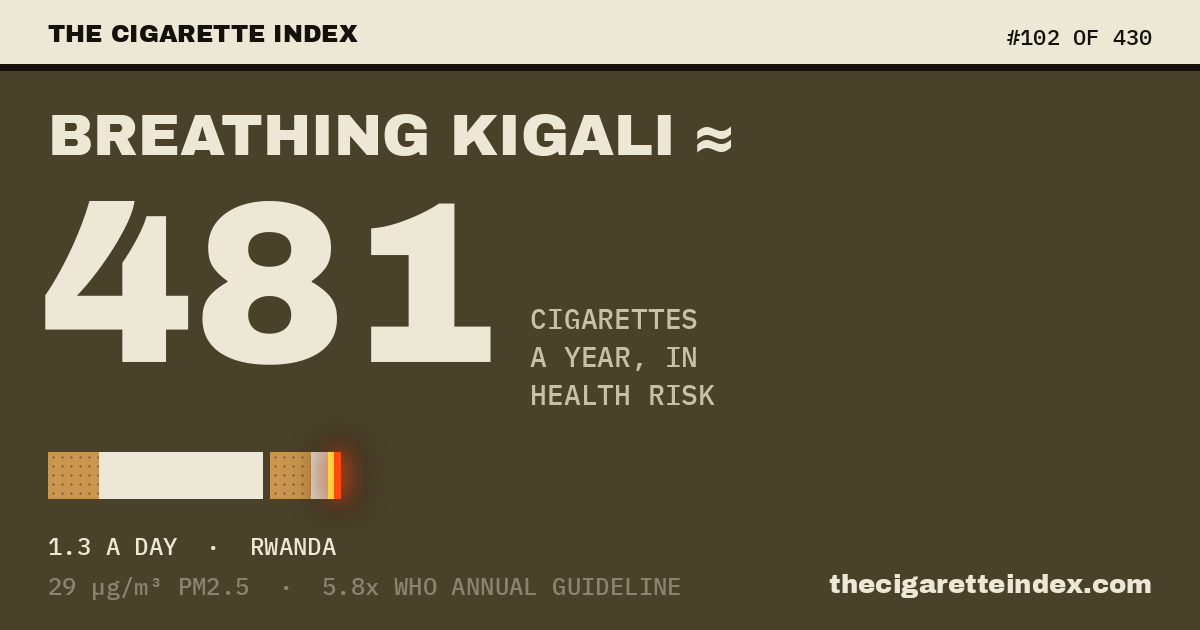 THE CIGARETTE INDEX
#102 OF 430
BREATHING KIGALI ≈
481
CIGARETTES
A YEAR, IN
HEALTH RISK
1.3 A DAY · RWANDA
29 µg/m³ PM2.5 · 5.8x WHO ANNUAL GUIDELINE
thecigaretteindex.com